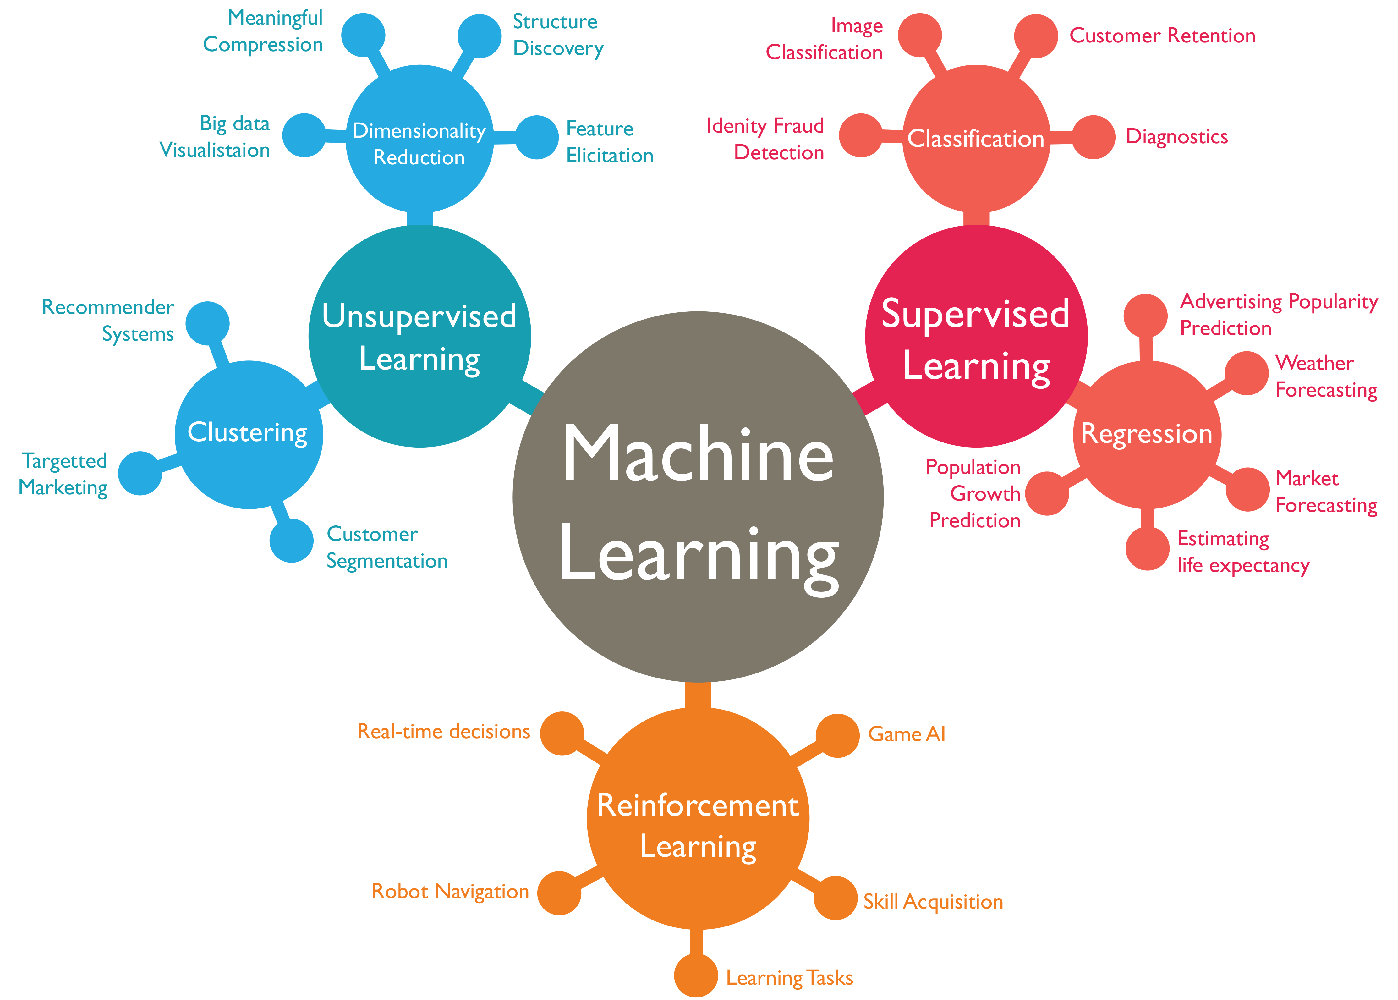 Meaningful
Compression
Structure
Discovery
Big data
Visualistaion
Dimensionality
Reduction
Feature
Elicitation
Image
Classification
Customer Retention
Idenity Fraud
Detection
Classification
Diagnostics
Unsupervised
Learning
Recommender
Systems
Clustering
Targetted
Marketing
Customer
Segmentation
Machine
Learning
Supervised
Learning
Advertising Popularity
Prediction
Weather
Forecasting
Regression
Population
Growth
Prediction
Market
Forecasting
Estimating
life expectancy
Real-time decisions
Game AI
Reinforcement
Learning
Robot Navigation
Skill Acquisition
Learning Tasks